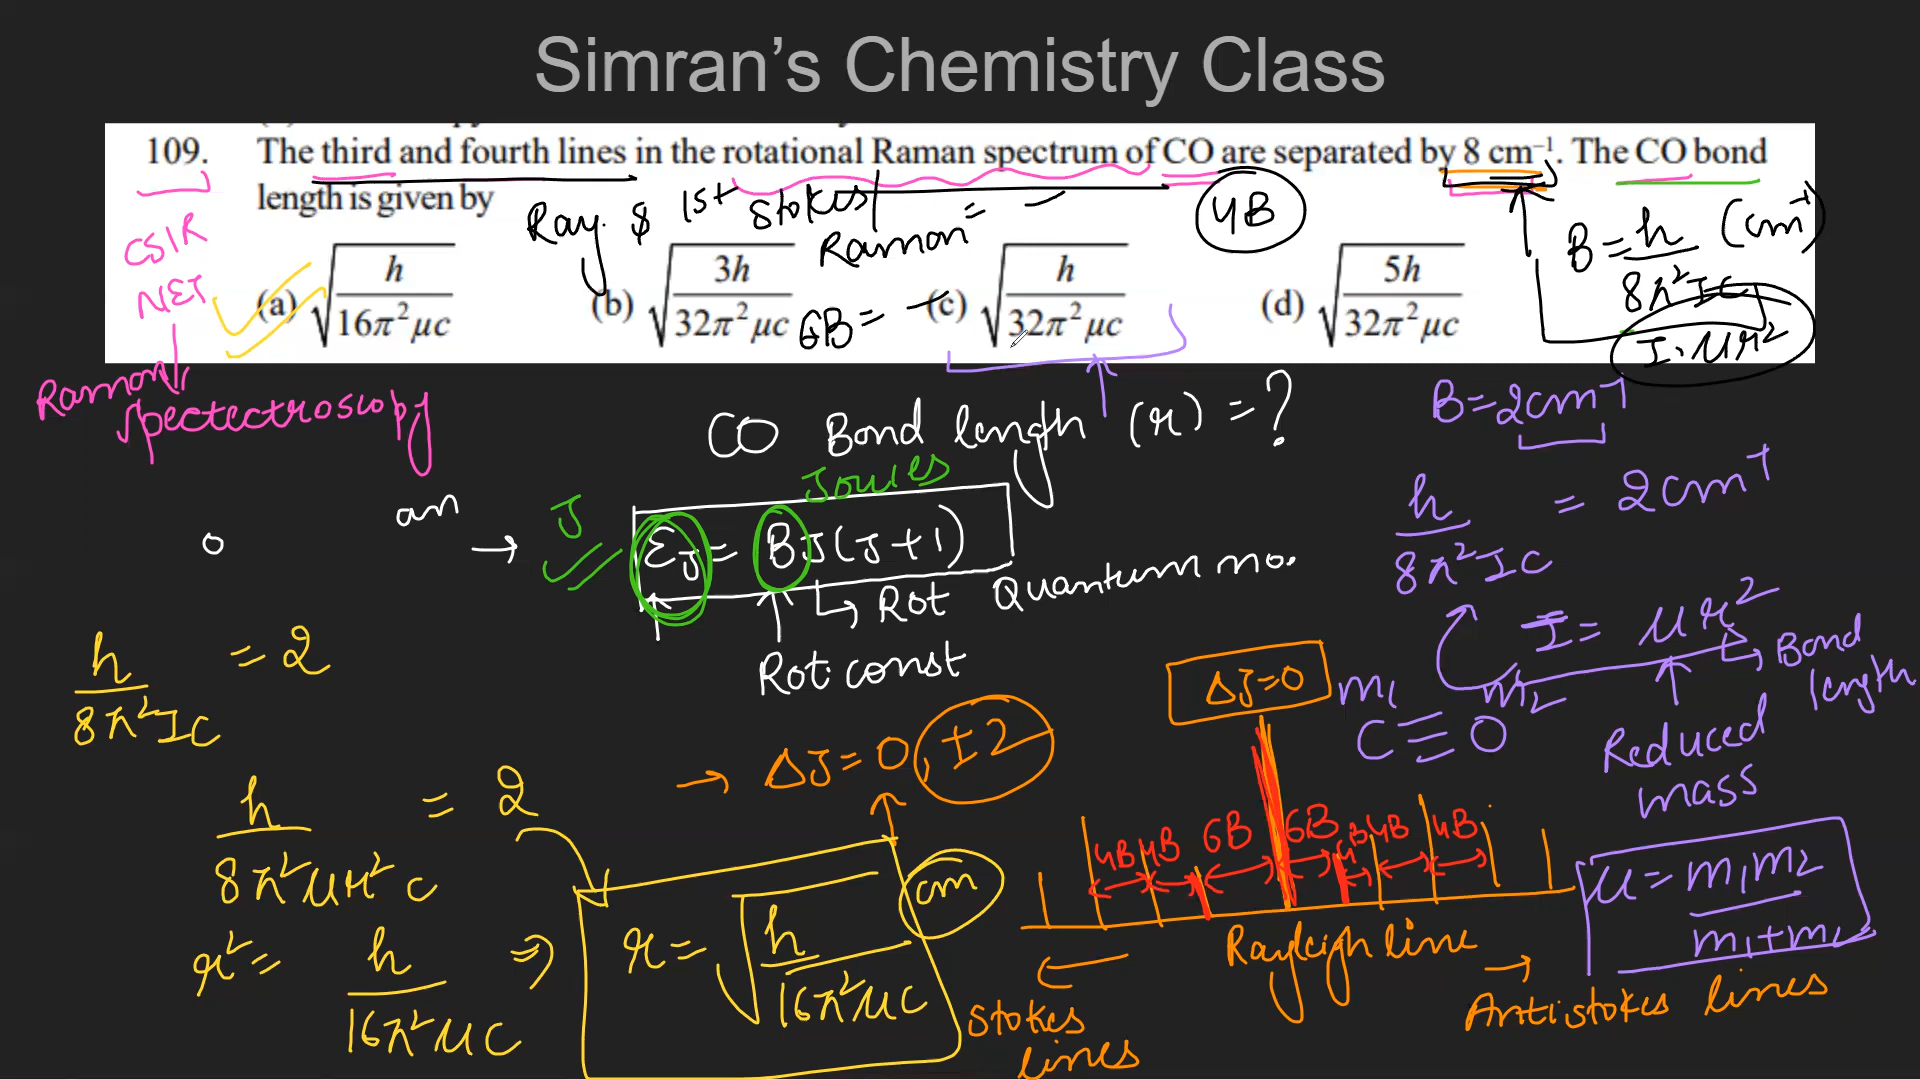 Simran's Chemistry Class
109. The third and fourth lines in the rotational Raman spectrum of CO are separated by 8 cm⁻¹. The CO bond
length is given by
(a) √(h / 16π²μc) (b) √(3h / 32π²μc) (c) √(h / 32π²μc) (d) √(5h / 32π²μc)
CSIR
NET
Raman
Spectectroscopy
Ray. $ 1st Stokes
Raman =
6B =
4B
B = h / 8π²Ic (cm⁻¹)
I = μr²
CO Bond length (r) = ?
B = 2cm⁻¹
h / 8π²Ic = 2cm⁻¹
I = μr²
Bond
length
Reduced
mass
an
o
→ J
Joules
εJ = BJ(J+1)
Rot Quantum no.
Rot. const
h / 8π²Ic = 2
h / 8π²μr²c = 2
r² = h / 16π²μc ⇒
r = √(h / 16π²μc)
cm
→ ΔJ = 0, ±2
ΔJ=0
m1 m2
C≡O
4B 4B 6B 6B 4B 4B 4B
Rayleigh line
Stokes
lines
Antistokes lines
μ = m1m2 / m1+m2